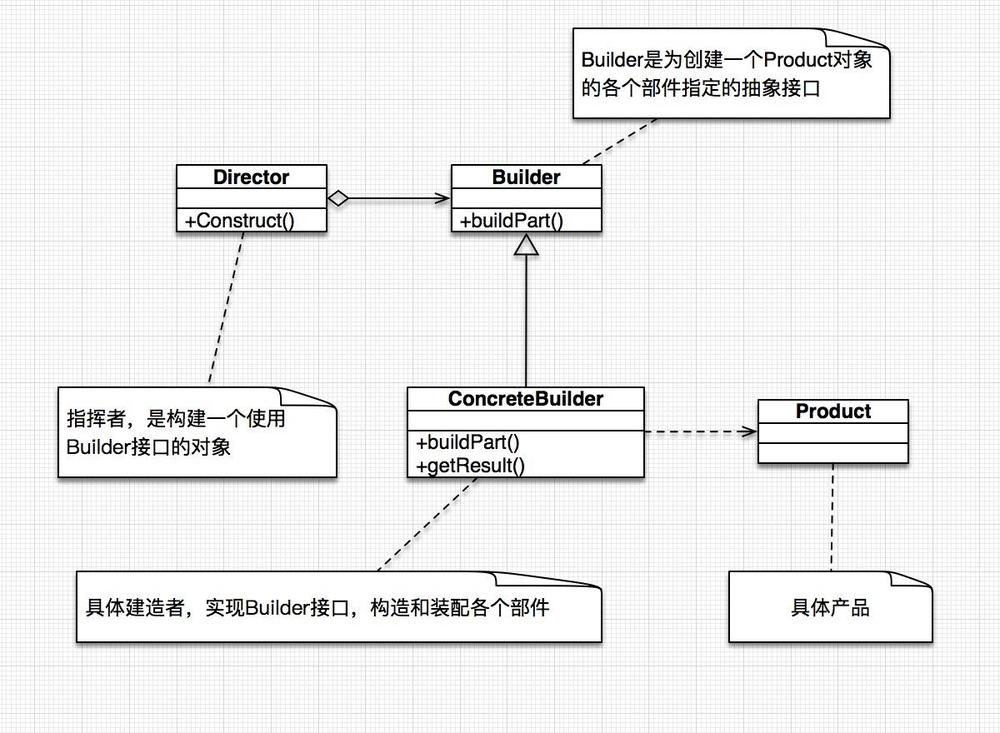 Builder是为创建一个Product对象
的各个部件指定的抽象接口
Director
+Construct()
Builder
+buildPart()
指挥者，是构建一个使用
Builder接口的对象
ConcreteBuilder
+buildPart()
+getResult()
Product
具体建造者，实现Builder接口，构造和装配各个部件
具体产品